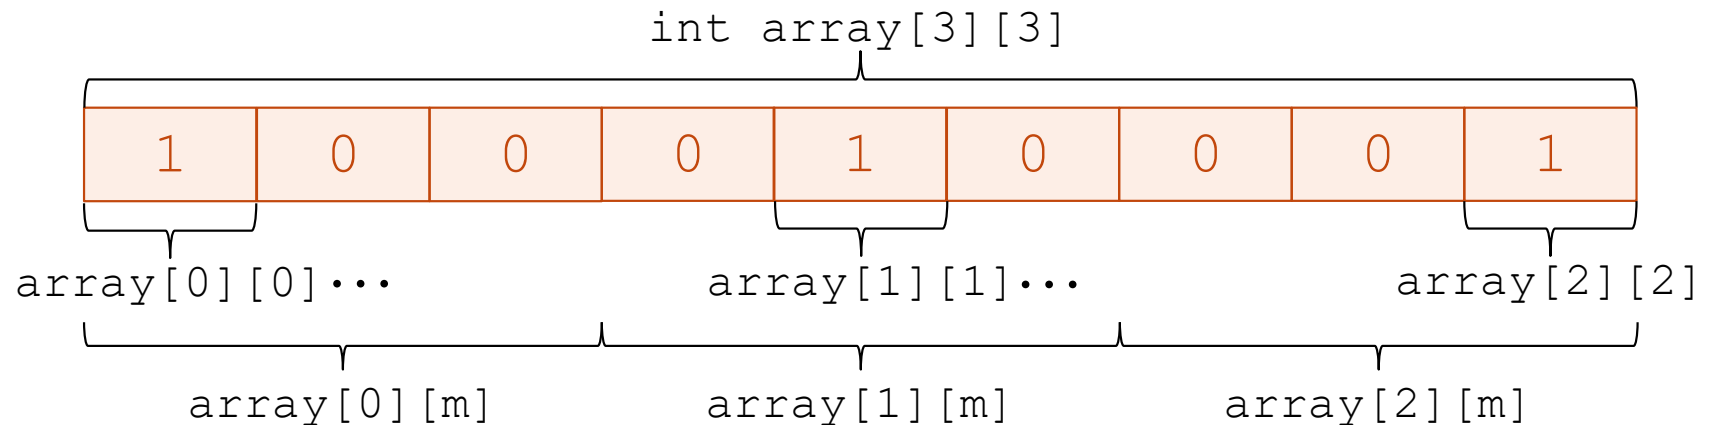 int array[3][3]
1 0 0 0 1 0 0 0 1
array[0][0]··· array[1][1]··· array[2][2]
array[0][m] array[1][m] array[2][m]